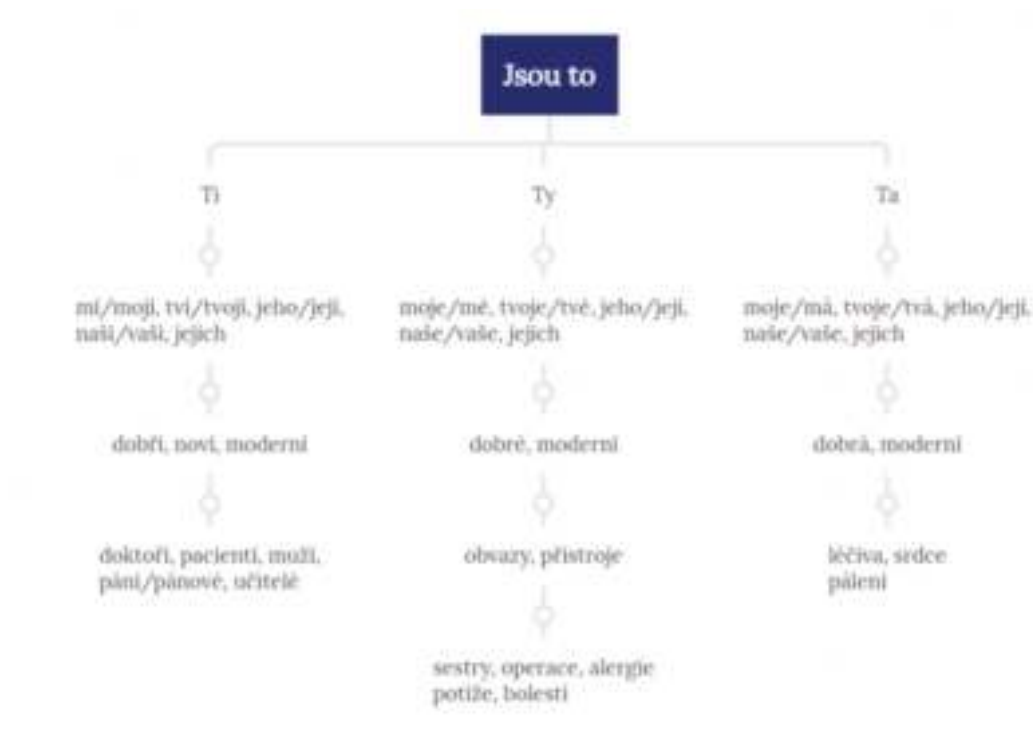 Jsou to
Ti
Ty
Ta
mí/moji, tví/tvoji, jeho/její,
naši/vaši, jejich
moje/mé, tvoje/tvé, jeho/její,
naše/vaše, jejich
moje/má, tvoje/tvá, jeho/její,
naše/vaše, jejich
dobří, noví, moderní
dobré, moderní
dobrá, moderní
doktoři, pacienti, muži,
páni/pánové, učitelé
obvazy, přístroje
léčiva, srdce
pálení
sestry, operace, alergie
potíže, bolesti